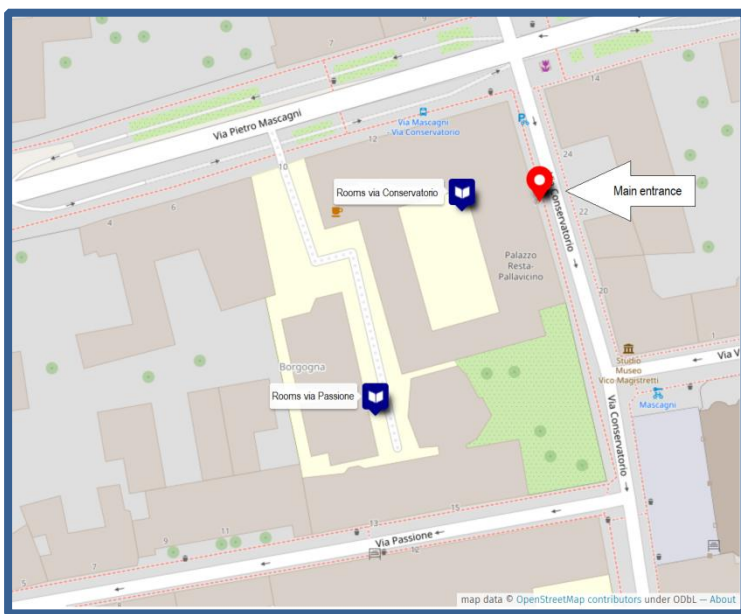 9
7
14
Via Pietro Mascagni
Via Mascagni
Via Conservatorio
12
10
24
Rooms via Conservatorio
Main entrance
Conservatorio
22
4
6
Palazzo
Resta-
Pallavicino
20
1
Via V
Studio
Museo
Vico Magistretti
Borgogna
Rooms via Passione
Mascagni
Via Conservatorio
15
13
11
9
7
5
Via Passione
10
map data © OpenStreetMap contributors under ODbL — About